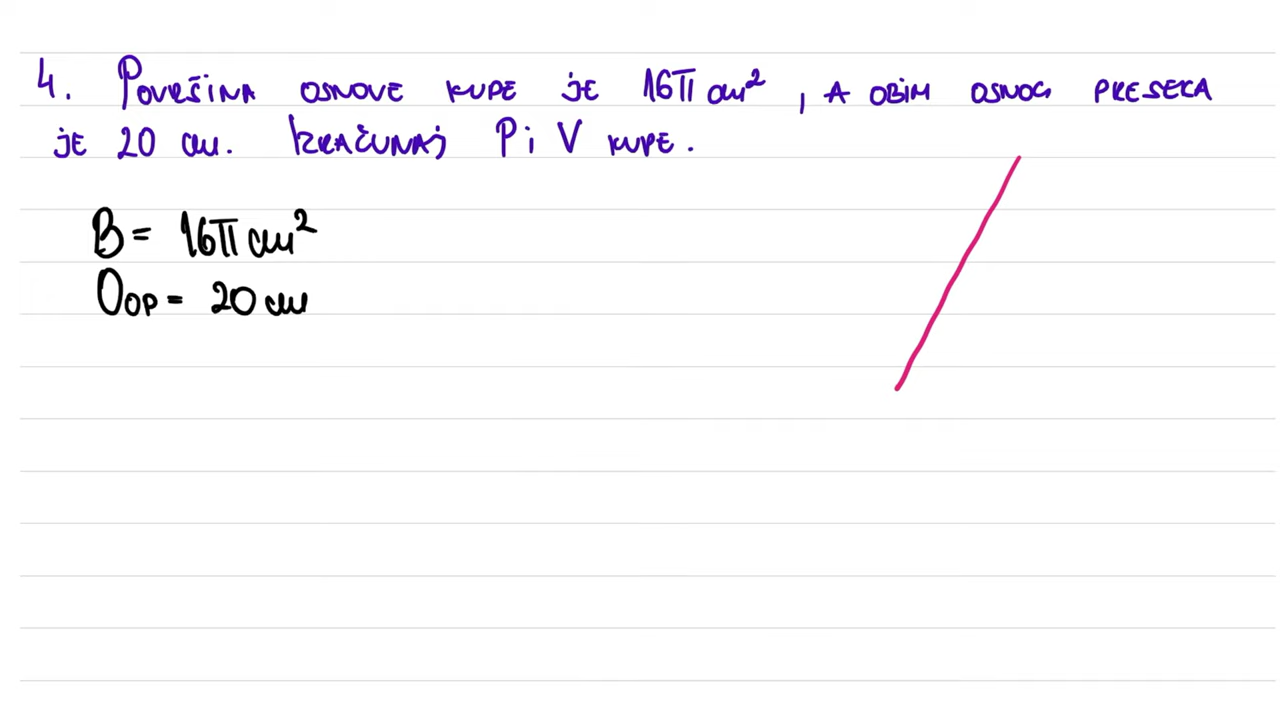 4. Površina osnove kupe je 16π cm², a obim osnog preseka
je 20 cm. Izračunaj P i V kupe.
B = 16π cm²
Oop = 20 cm